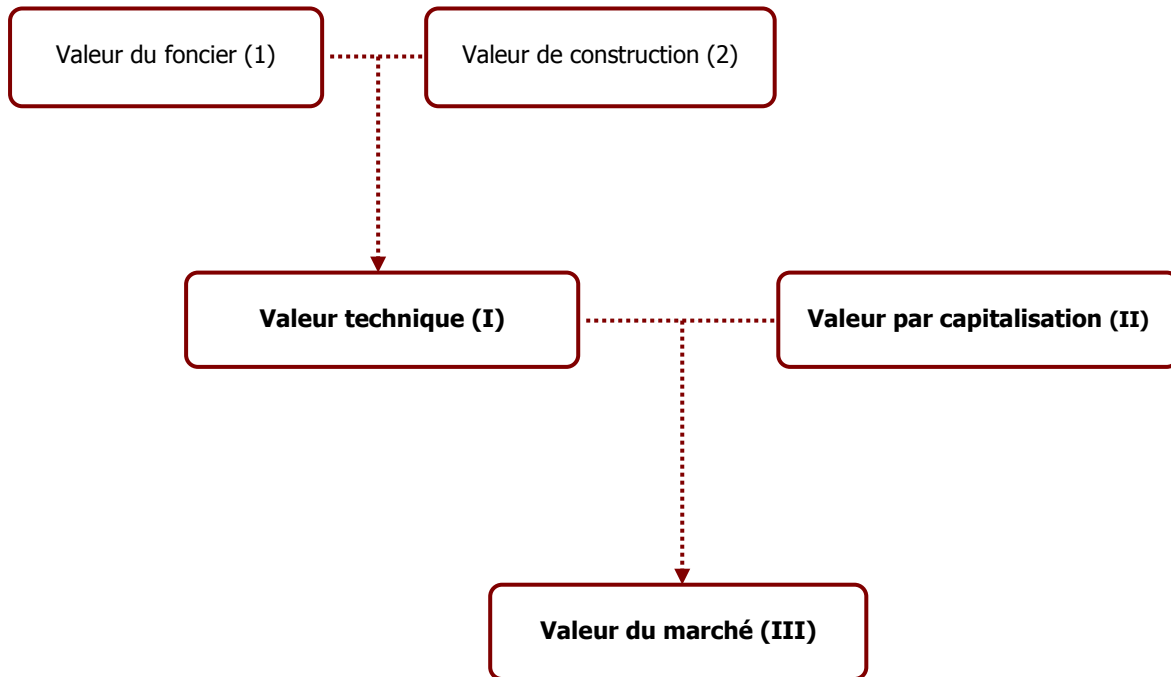 Valeur du foncier (1)
Valeur de construction (2)
Valeur technique (I)
Valeur par capitalisation (II)
Valeur du marché (III)